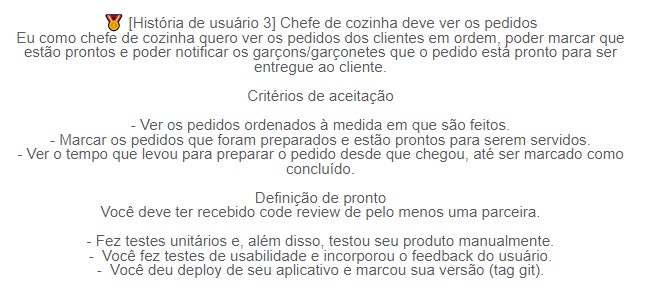 🏅 [História de usuário 3] Chefe de cozinha deve ver os pedidos
Eu como chefe de cozinha quero ver os pedidos dos clientes em ordem, poder marcar que
estão prontos e poder notificar os garçons/garçonetes que o pedido está pronto para ser
entregue ao cliente.
Critérios de aceitação
- Ver os pedidos ordenados à medida em que são feitos.
- Marcar os pedidos que foram preparados e estão prontos para serem servidos.
- Ver o tempo que levou para preparar o pedido desde que chegou, até ser marcado como
concluído.
Definição de pronto
Você deve ter recebido code review de pelo menos uma parceira.
- Fez testes unitários e, além disso, testou seu produto manualmente.
- Você fez testes de usabilidade e incorporou o feedback do usuário.
- Você deu deploy de seu aplicativo e marcou sua versão (tag git).